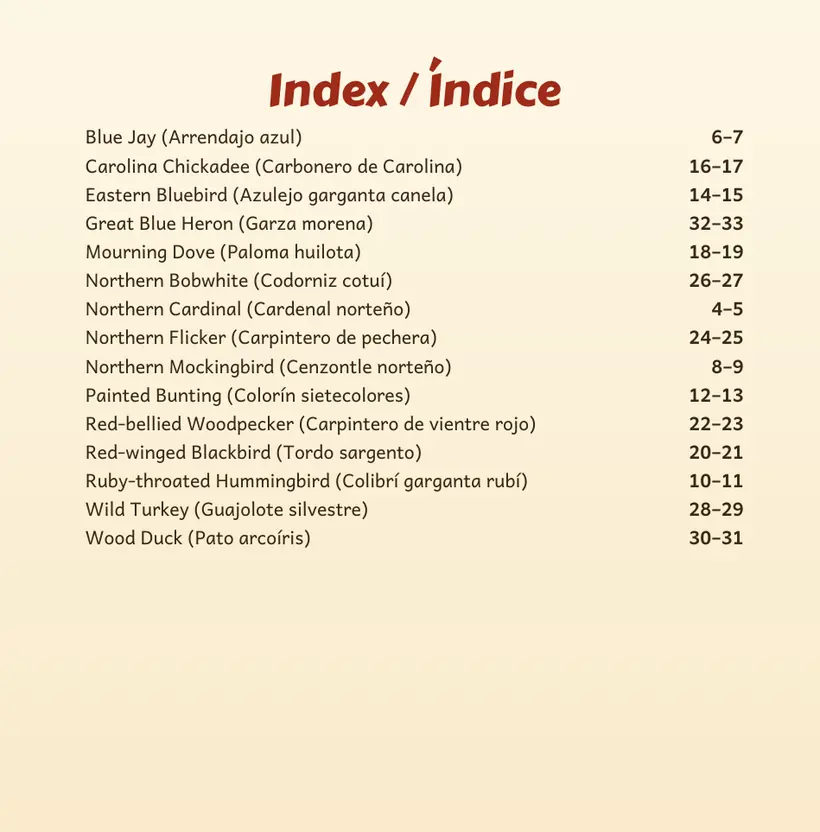 Index / Índice
Blue Jay (Arrendajo azul) 6–7
Carolina Chickadee (Carbonero de Carolina) 16–17
Eastern Bluebird (Azulejo garganta canela) 14–15
Great Blue Heron (Garza morena) 32–33
Mourning Dove (Paloma huilota) 18–19
Northern Bobwhite (Codorniz cotuí) 26–27
Northern Cardinal (Cardenal norteño) 4–5
Northern Flicker (Carpintero de pechera) 24–25
Northern Mockingbird (Cenzontle norteño) 8–9
Painted Bunting (Colorín sietecolores) 12–13
Red-bellied Woodpecker (Carpintero de vientre rojo) 22–23
Red-winged Blackbird (Tordo sargento) 20–21
Ruby-throated Hummingbird (Colibrí garganta rubí) 10–11
Wild Turkey (Guajolote silvestre) 28–29
Wood Duck (Pato arcoíris) 30–31